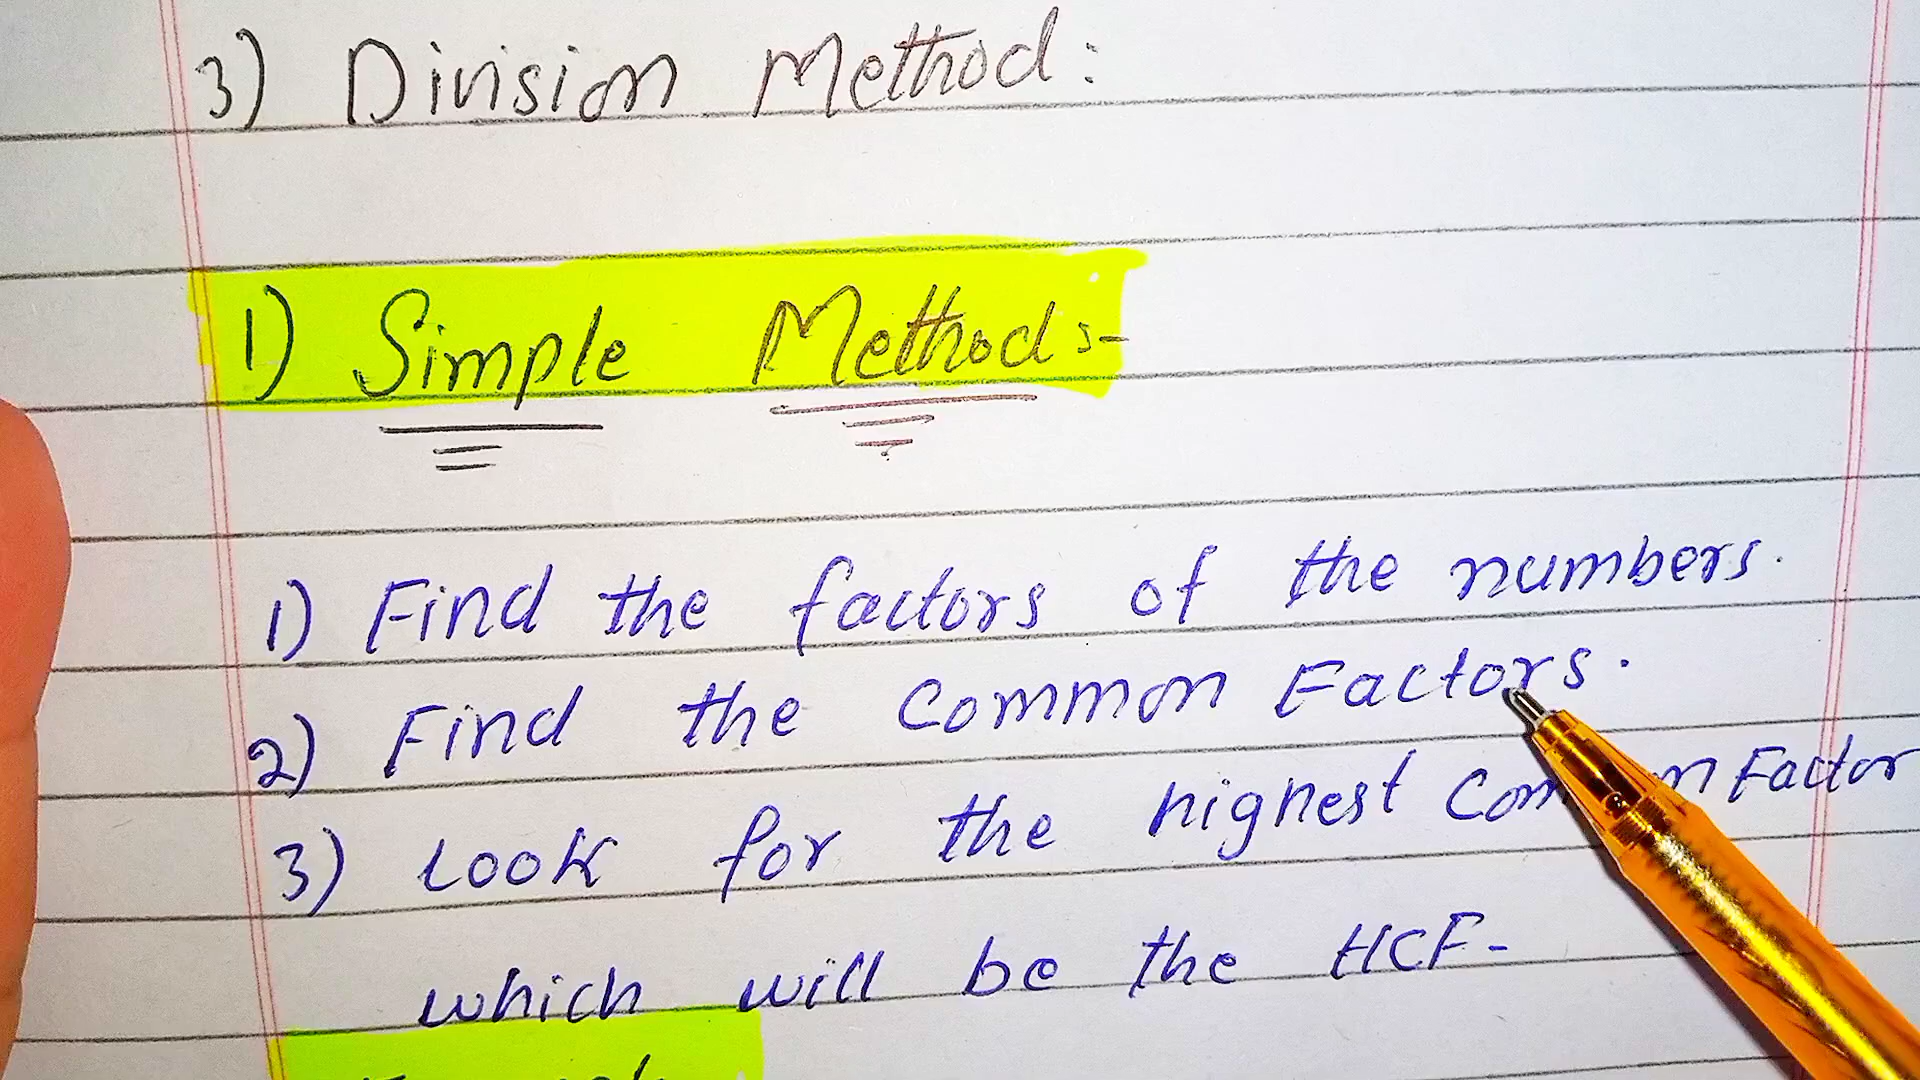 3) Division Method:
1) Simple Method:-
1) Find the factors of the numbers.
2) Find the Common Factors.
3) Look for the highest Common Factor
which will be the HCF-